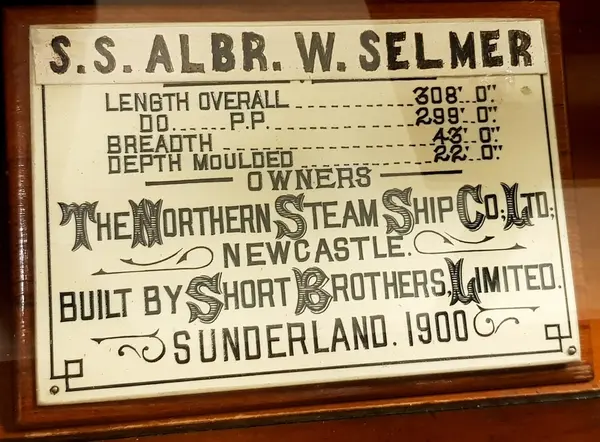 S.S. ALBR. W. SELMER
LENGTH OVERALL 308' 0"
DO. P.P. 299' 0"
BREADTH 43' 0"
DEPTH MOULDED 22' 0"
OWNERS
THE NORTHERN STEAM SHIP CO; LTD;
NEWCASTLE.
BUILT BY SHORT BROTHERS, LIMITED.
SUNDERLAND. 1900